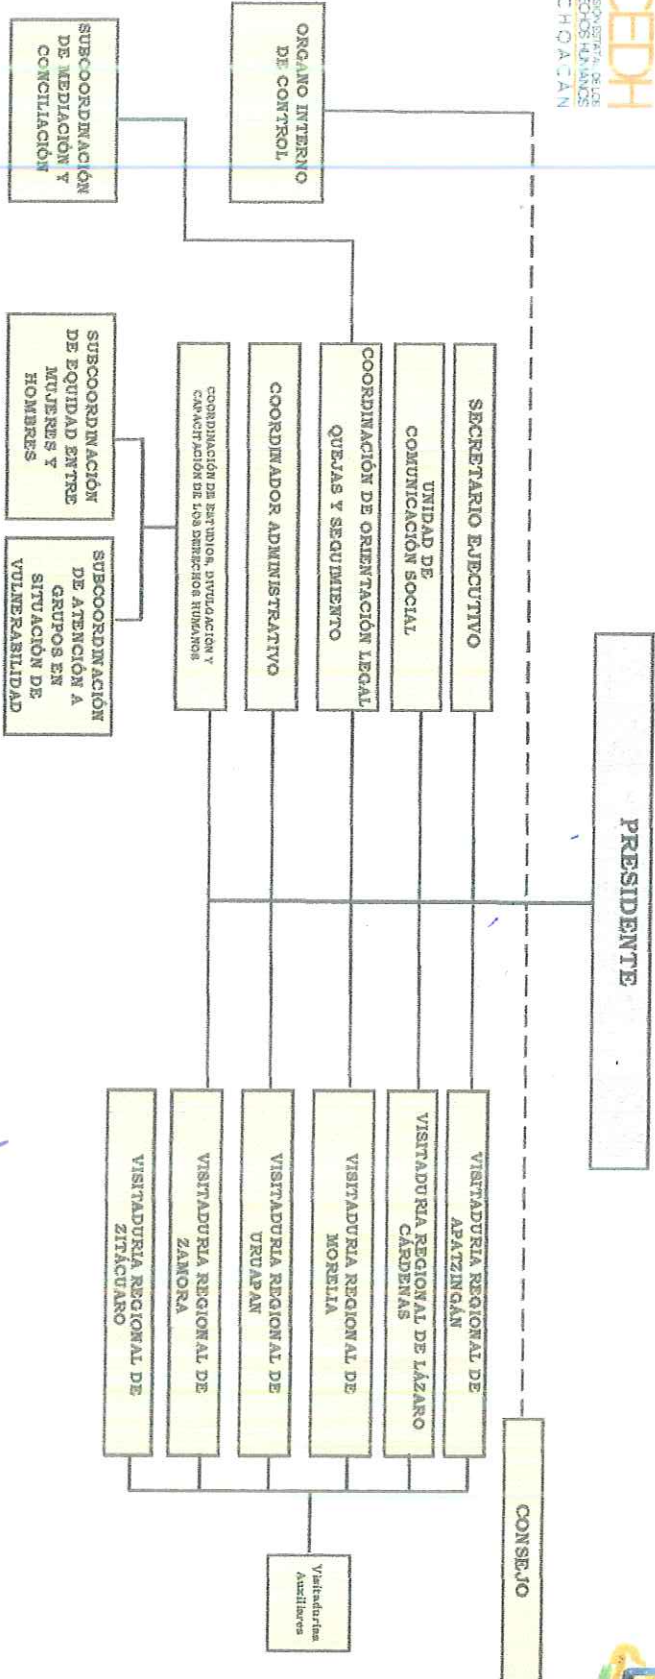 CEDH
CHOACÁN
PRESIDENTE
CONSEJO
ORGANO INTERNO
DE CONTROL
SECRETARIO EJECUTIVO
UNIDAD DE
COMUNICACIÓN SOCIAL
COORDINACIÓN DE ORIENTACIÓN LEGAL
QUEJAS Y SEGUIMIENTO
COORDINADOR ADMINISTRATIVO
COORDINACIÓN DE ESTUDIOS, DIVULGACIÓN Y
CAPACITACIÓN DE LOS DERECHOS HUMANOS
SUBCOORDINACIÓN
DE MEDIACIÓN Y
CONCILIACIÓN
SUBCOORDINACIÓN
DE EQUIDAD ENTRE
MUJERES Y
HOMBRES
SUBCOORDINACIÓN
DE ATENCIÓN A
GRUPOS EN
SITUACIÓN DE
VULNERABILIDAD
VISITADURIA REGIONAL DE
APATZINGÁN
VISITADURIA REGIONAL DE LÁZARO
CÁRDENAS
VISITADURIA REGIONAL DE
MORELIA
VISITADURIA REGIONAL DE
URUAPAN
VISITADURIA REGIONAL DE
ZAMORA
VISITADURIA REGIONAL DE
ZITÁCUARO
Visitadurías
Auxiliares